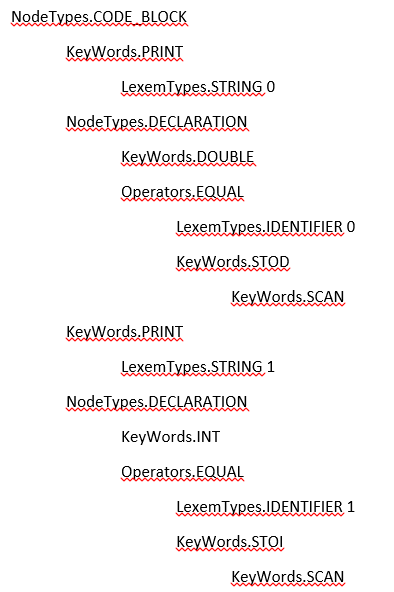 NodeTypes.CODE_BLOCK
KeyWords.PRINT
LexemTypes.STRING 0
NodeTypes.DECLARATION
KeyWords.DOUBLE
Operators.EQUAL
LexemTypes.IDENTIFIER 0
KeyWords.STOD
KeyWords.SCAN
KeyWords.PRINT
LexemTypes.STRING 1
NodeTypes.DECLARATION
KeyWords.INT
Operators.EQUAL
LexemTypes.IDENTIFIER 1
KeyWords.STOI
KeyWords.SCAN